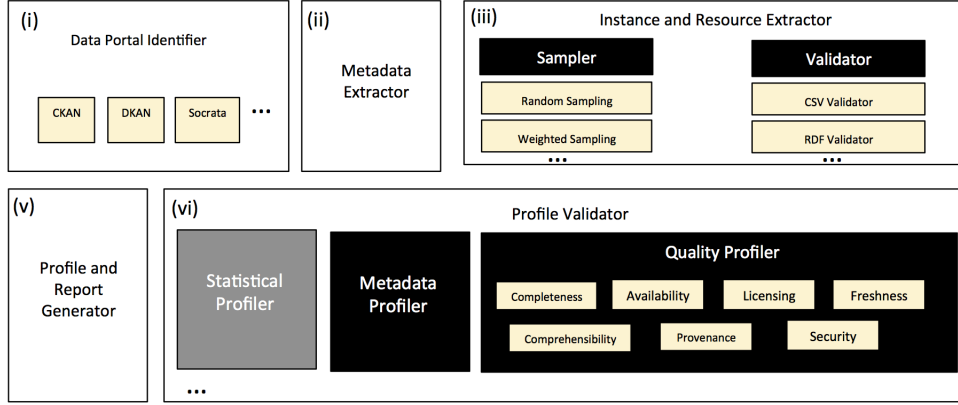 (i)
Data Portal Identifier
CKAN
DKAN
Socrata
...
(ii)
Metadata
Extractor
(iii)
Instance and Resource Extractor
Sampler
Random Sampling
Weighted Sampling
...
Validator
CSV Validator
RDF Validator
...
(v)
Profile and
Report
Generator
(vi)
Profile Validator
Statistical
Profiler
...
Metadata
Profiler
Quality Profiler
Completeness
Availability
Licensing
Freshness
Comprehensibility
Provenance
Security